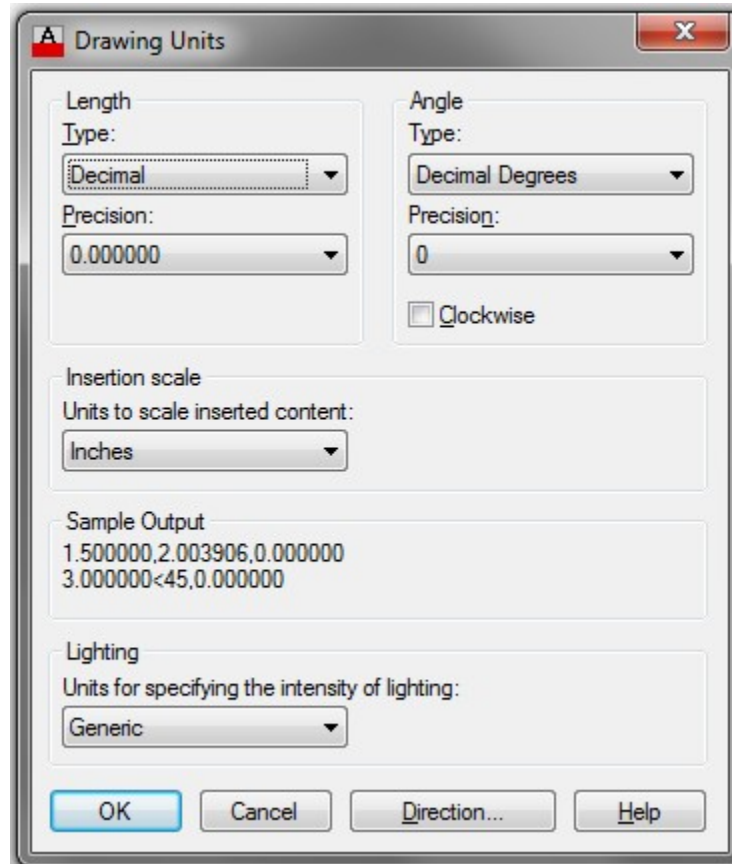 A Drawing Units X
Length
Type:
Decimal
Precision:
0.000000
Angle
Type:
Decimal Degrees
Precision:
0
Clockwise
Insertion scale
Units to scale inserted content:
Inches
Sample Output
1.500000,2.003906,0.000000
3.000000<45,0.000000
Lighting
Units for specifying the intensity of lighting:
Generic
OK Cancel Direction... Help